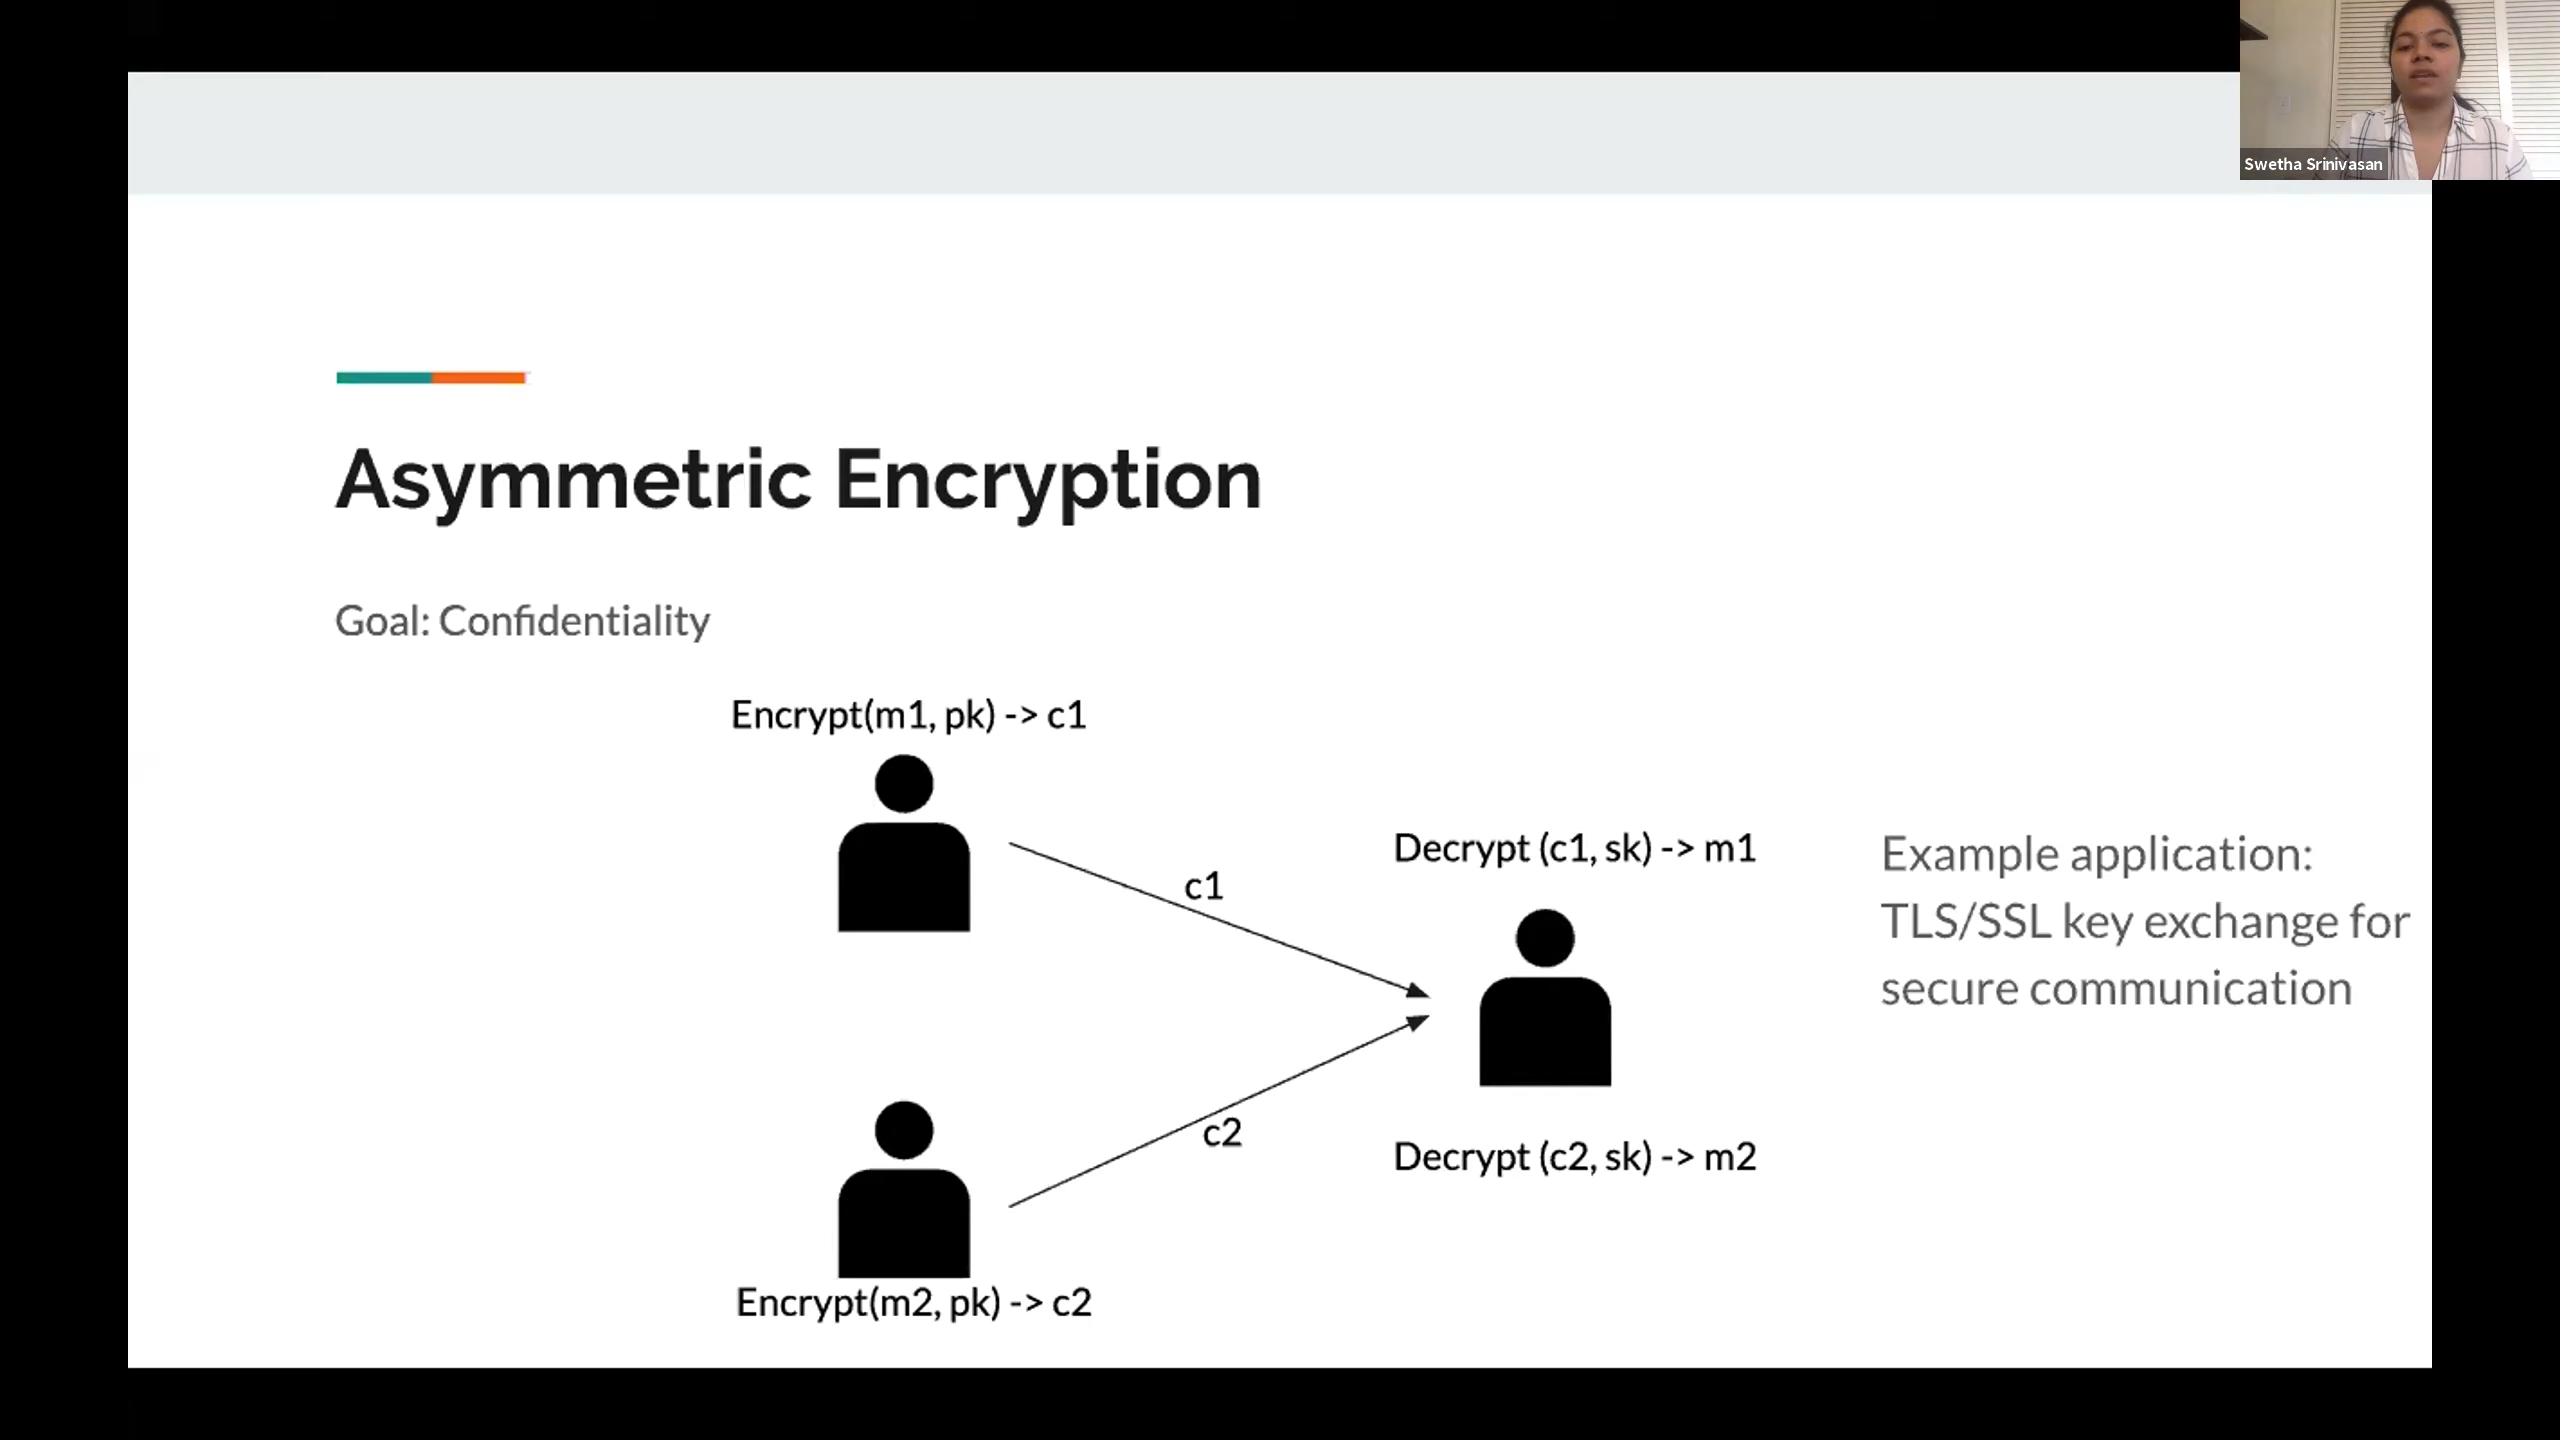 Swetha Srinivasan
Asymmetric Encryption
Goal: Confidentiality
Encrypt(m1, pk) -> c1
c1
Decrypt (c1, sk) -> m1
Example application:
TLS/SSL key exchange for
secure communication
c2
Decrypt (c2, sk) -> m2
Encrypt(m2, pk) -> c2